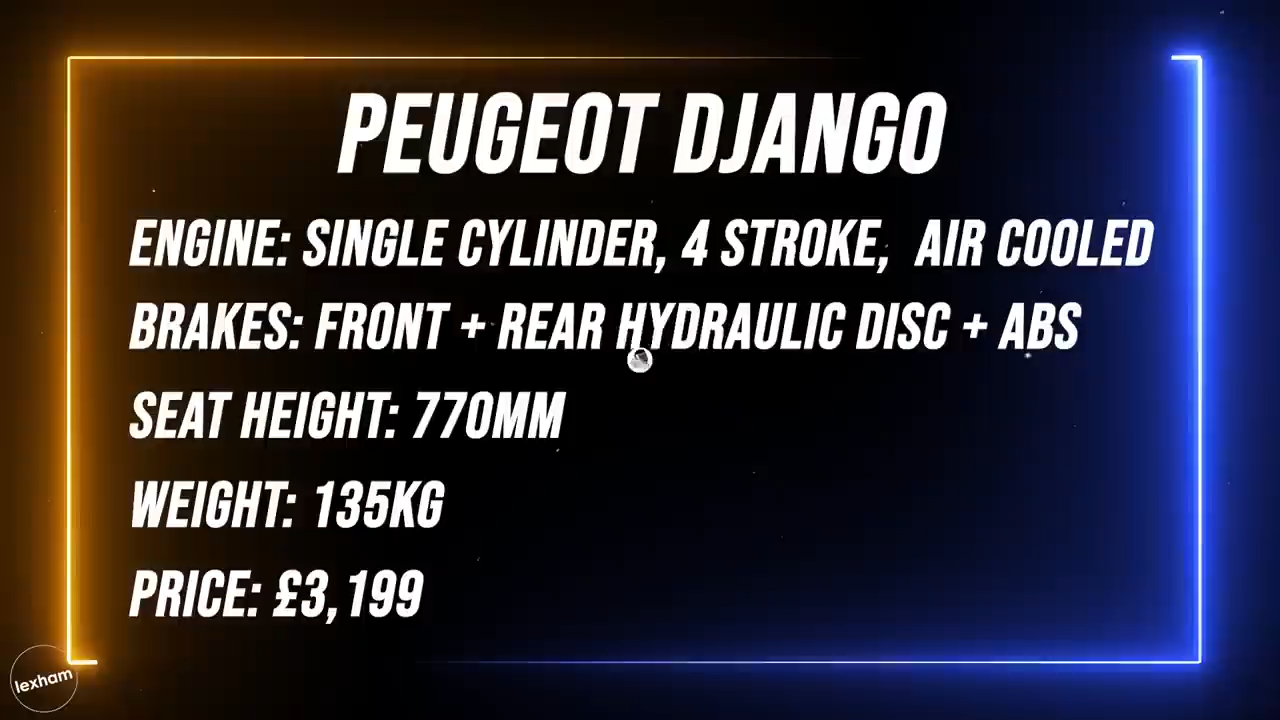 PEUGEOT DJANGO
ENGINE: SINGLE CYLINDER, 4 STROKE, AIR COOLED
BRAKES: FRONT + REAR HYDRAULIC DISC + ABS
SEAT HEIGHT: 770MM
WEIGHT: 135KG
PRICE: £3,199
lexham